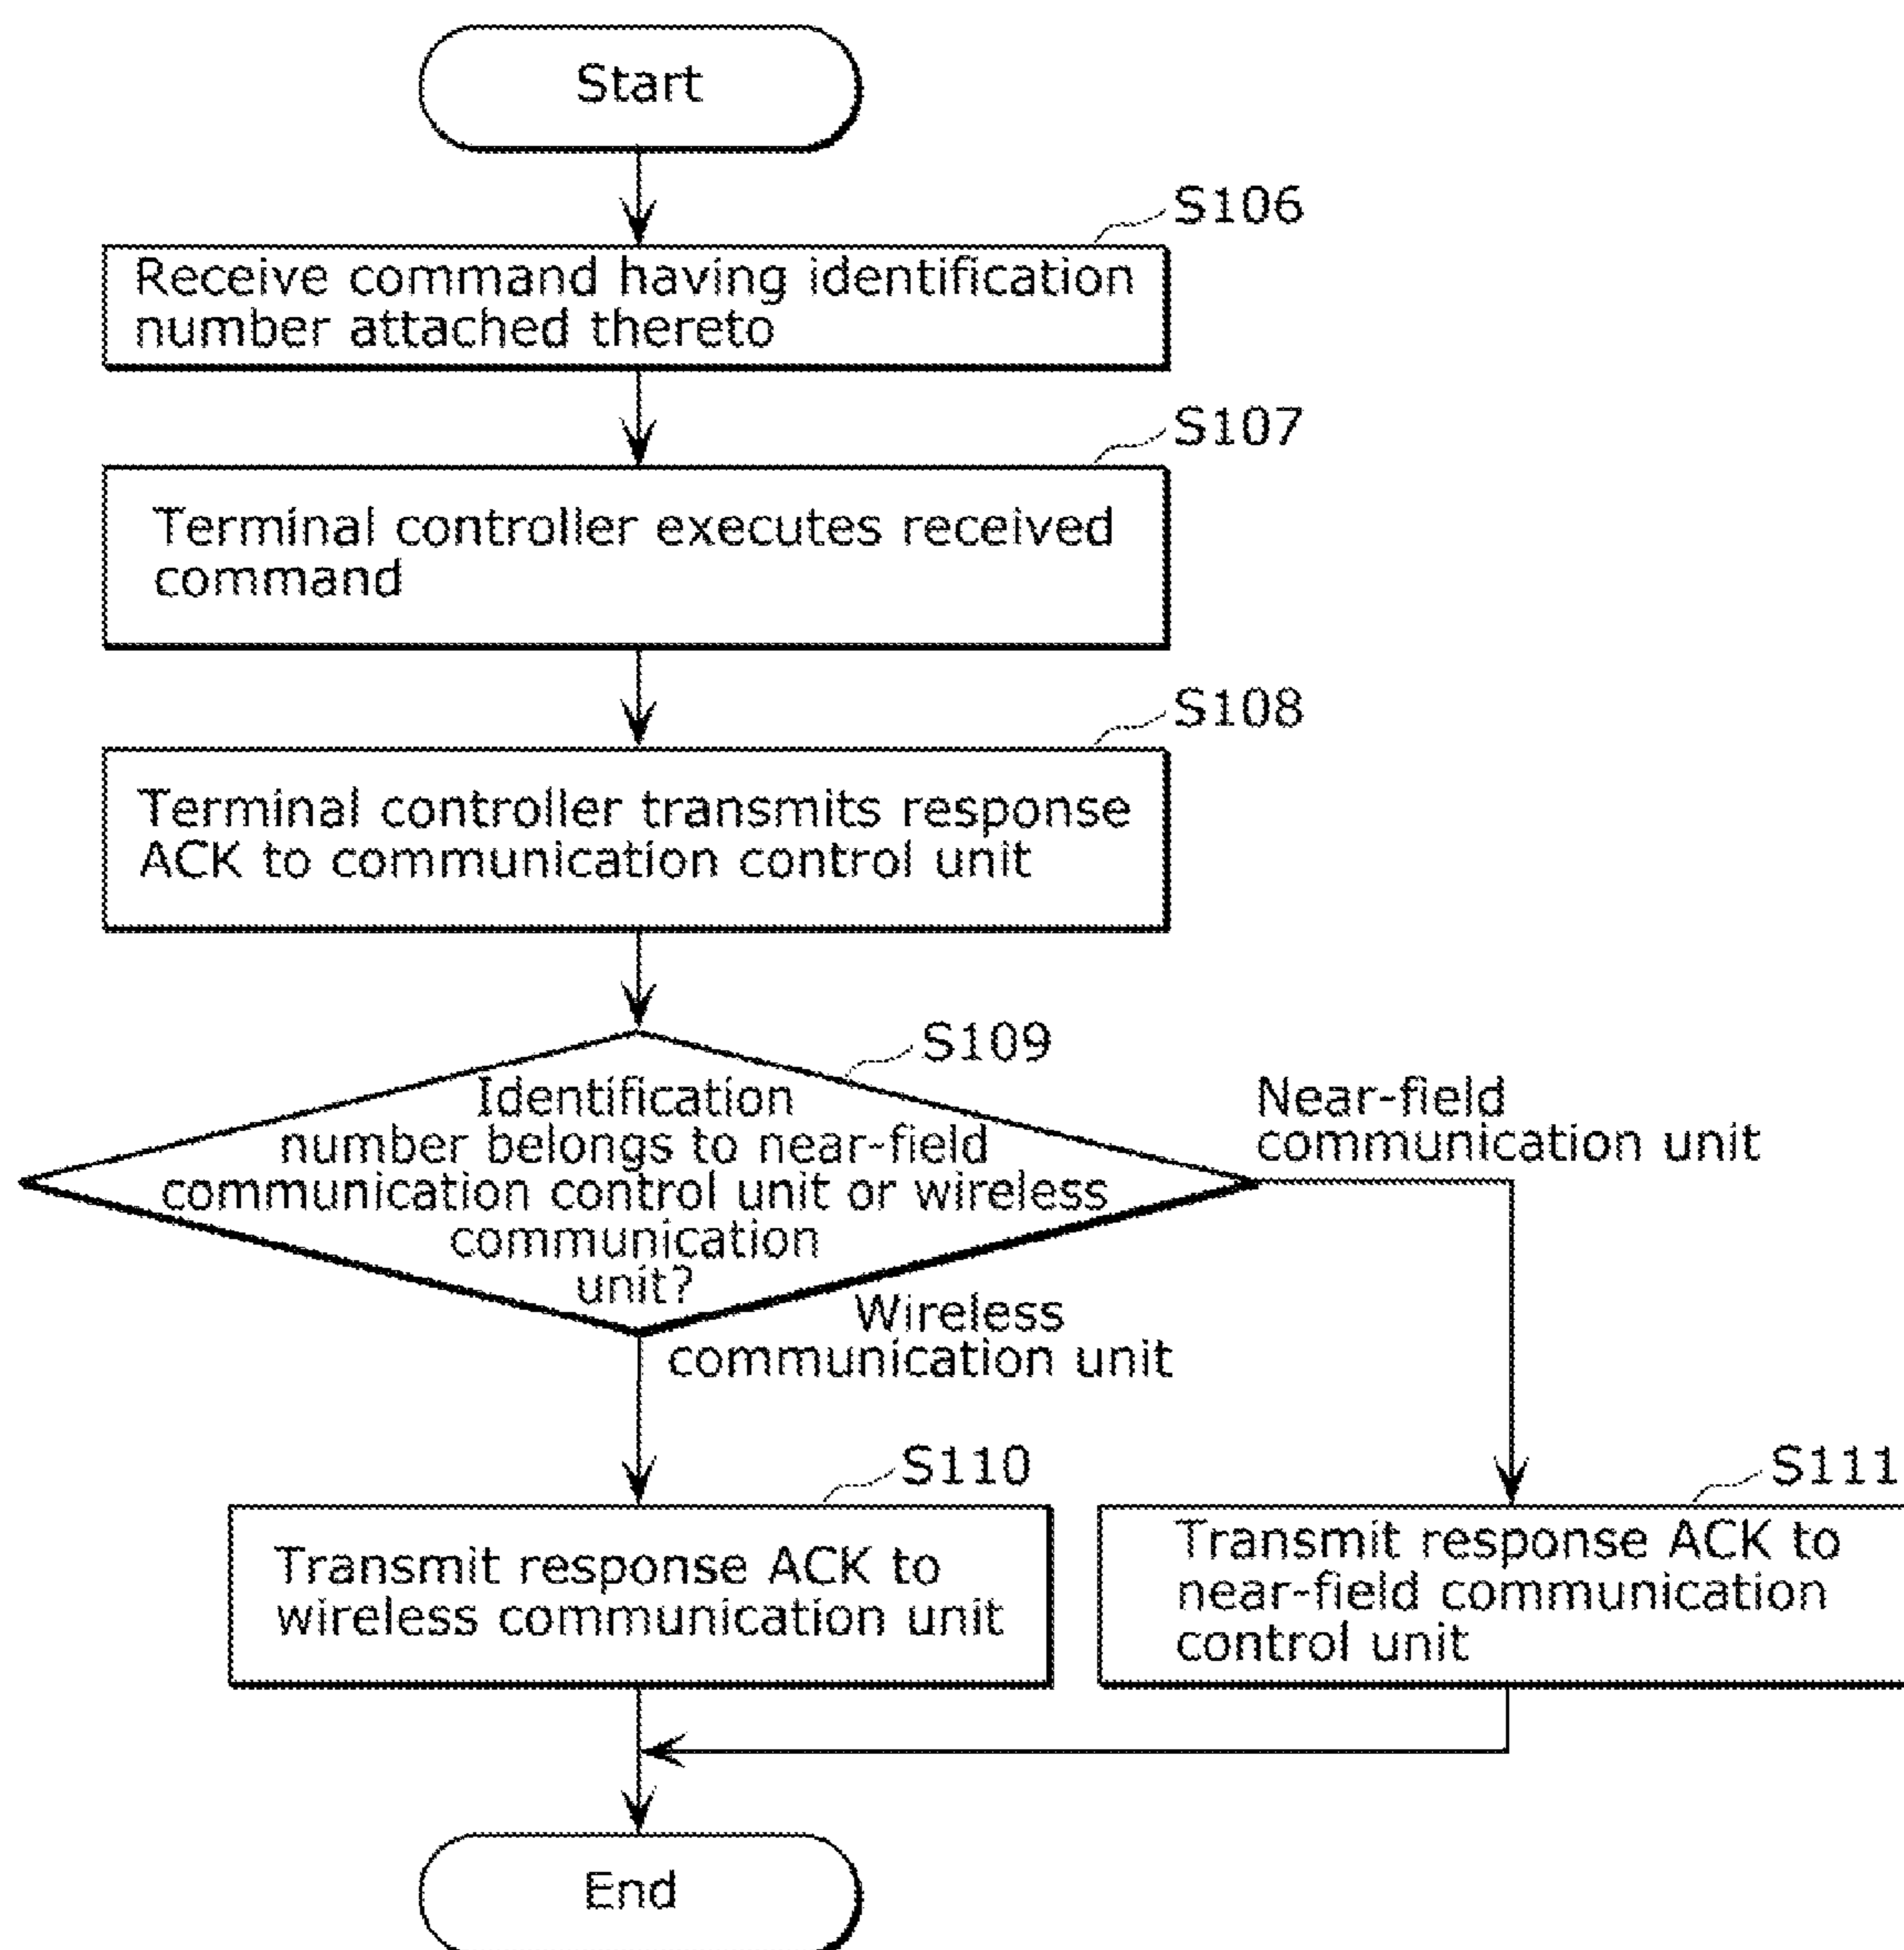 Start
S106
Receive command having identification
number attached thereto
S107
Terminal controller executes received
command
S108
Terminal controller transmits response
ACK to communication control unit
S109
Identification
number belongs to near-field
communication control unit or wireless
communication
unit?
Near-field
communication unit
Wireless
communication unit
S110
Transmit response ACK to
wireless communication unit
S111
Transmit response ACK to
near-field communication
control unit
End